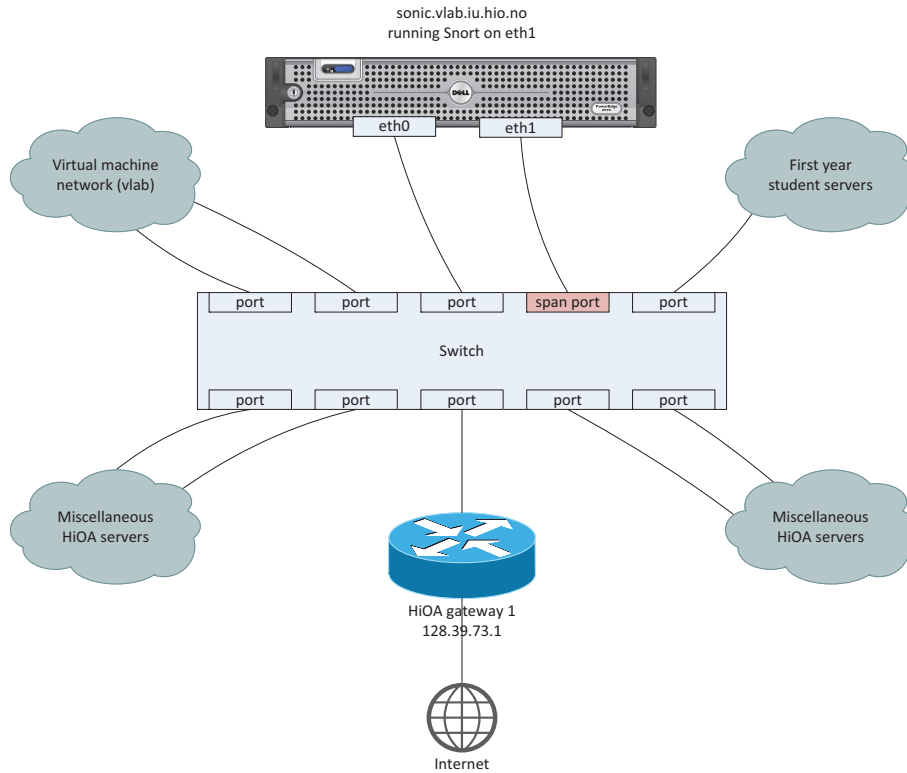 sonic.vlab.iu.hio.no
running Snort on eth1
DELL
PowerEdge
eth0
eth1
Virtual machine
network (vlab)
First year
student servers
port
port
port
span port
port
Switch
port
port
port
port
port
Miscellaneous
HiOA servers
Miscellaneous
HiOA servers
HiOA gateway 1
128.39.73.1
Internet